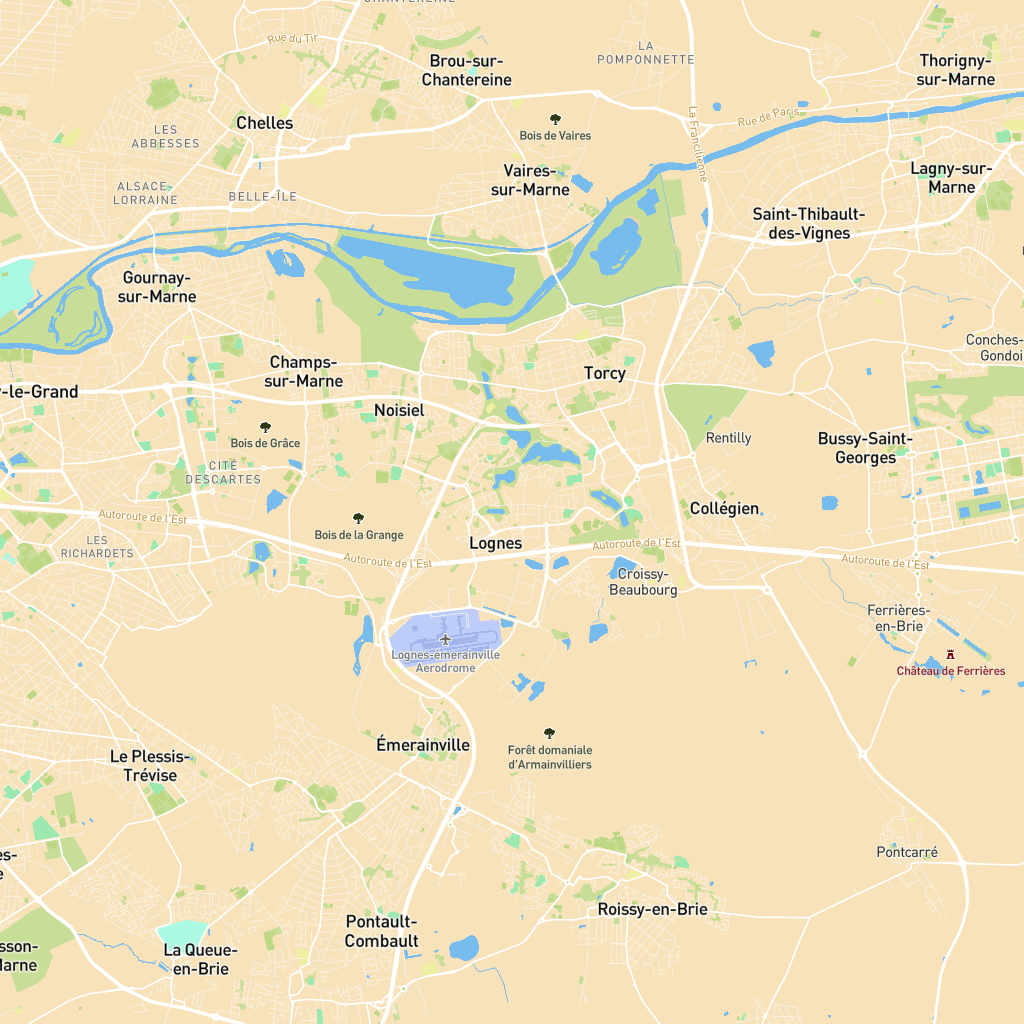 CHANTEREINE
Rue du Tir
Brou-sur-
Chantereine
LA
POMPONNETTE
Thorigny-
sur-Marne
Chelles
LES
ABBESSES
Bois de Vaires
Rue de Paris
La Francilienne
ALSACE
LORRAINE
BELLE-ÎLE
Vaires-
sur-Marne
Lagny-sur-
Marne
Saint-Thibault-
des-Vignes
Gournay-
sur-Marne
Conches-
Gondoi
Champs-
sur-Marne
Torcy
y-le-Grand
Noisiel
Bois de Grâce
Rentilly
Bussy-Saint-
Georges
CITÉ
DESCARTES
Collégien
Autoroute de l'Est
Bois de la Grange
LES
RICHARDETS
Lognes
Autoroute de l'Est
Autoroute de l'Est
Autoroute de l'Est
Croissy-
Beaubourg
Ferrières-
en-Brie
Lognes-émerainville
Aerodrome
Château de Ferrières
Émerainville
Forêt domaniale
d'Armainvilliers
Le Plessis-
Trévise
es-
e
Pontcarré
Roissy-en-Brie
Pontault-
Combault
La Queue-
en-Brie
sson-
Marne